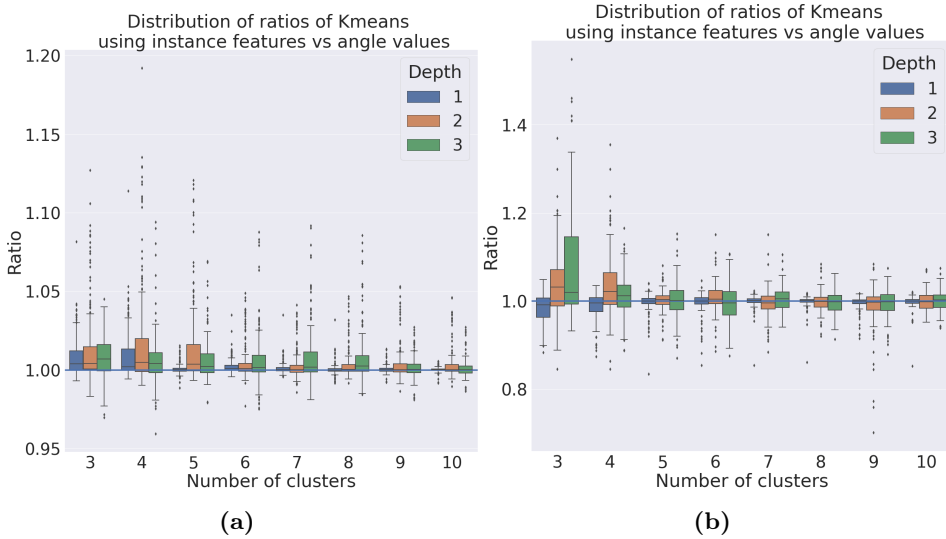 Distribution of ratios of Kmeans
using instance features vs angle values
1.20
1.15
1.10
1.05
1.00
0.95
Ratio
Depth
1
2
3
3 4 5 6 7 8 9 10
Number of clusters
(a)
Distribution of ratios of Kmeans
using instance features vs angle values
1.4
1.2
1.0
0.8
Ratio
Depth
1
2
3
3 4 5 6 7 8 9 10
Number of clusters
(b)